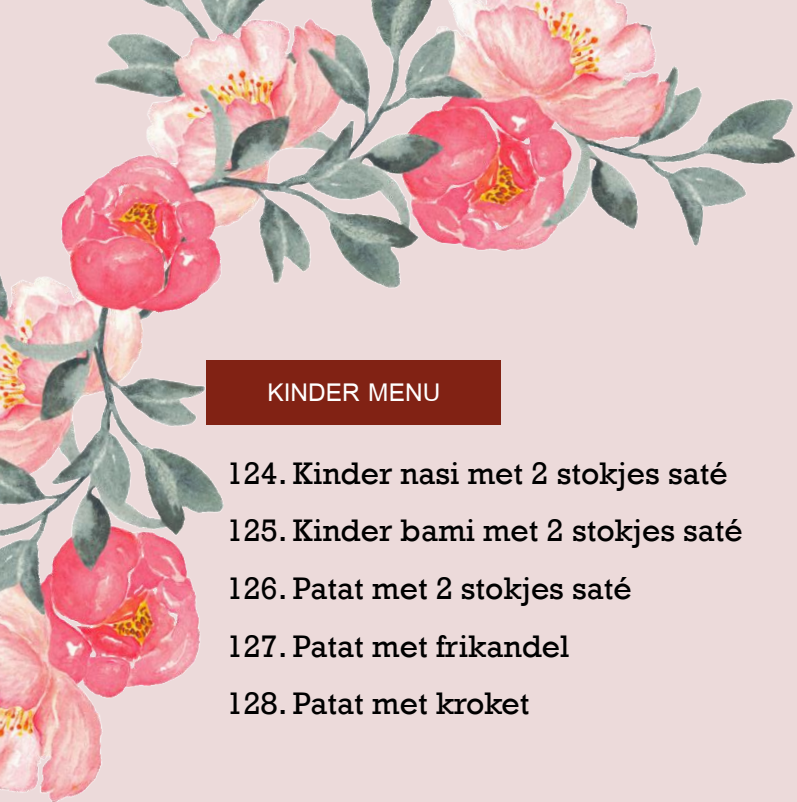 KINDER MENU
124. Kinder nasi met 2 stokjes saté
125. Kinder bami met 2 stokjes saté
126. Patat met 2 stokjes saté
127. Patat met frikandel
128. Patat met kroket